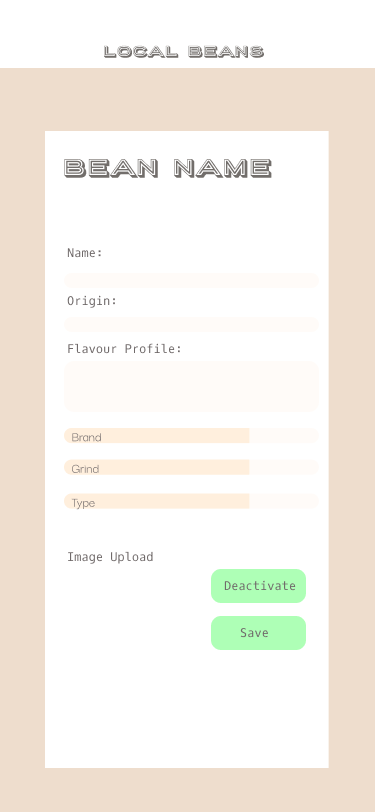 LOCAL BEANS
BEAN NAME
Name:
Origin:
Flavour Profile:
Brand
Grind
Type
Image Upload
Deactivate
Save